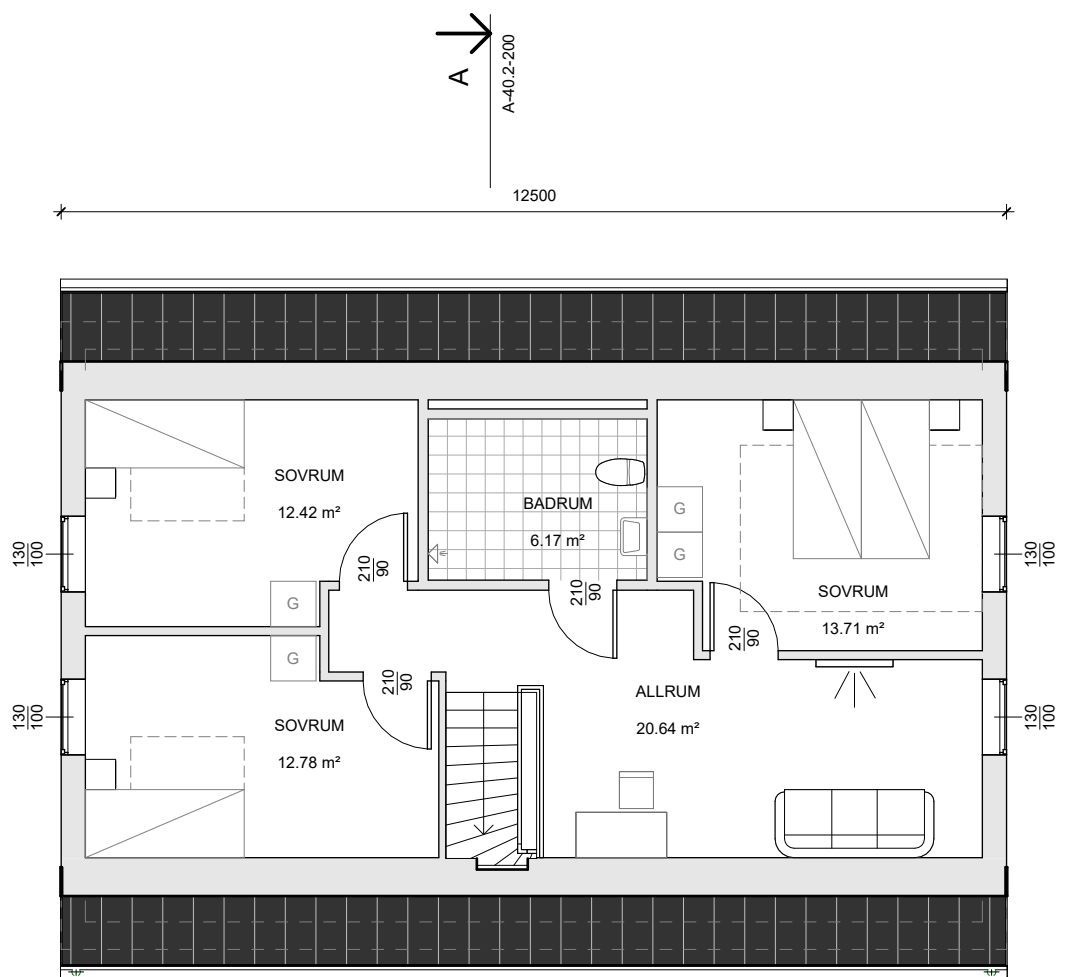 A
A-40.2-200
12500
SOVRUM
12.42 m²
BADRUM
6.17 m²
G
G
130
100
210
90
130
100
SOVRUM
13.71 m²
210
90
G
210
90
G
210
90
ALLRUM
20.64 m²
130
100
SOVRUM
12.78 m²
130
100